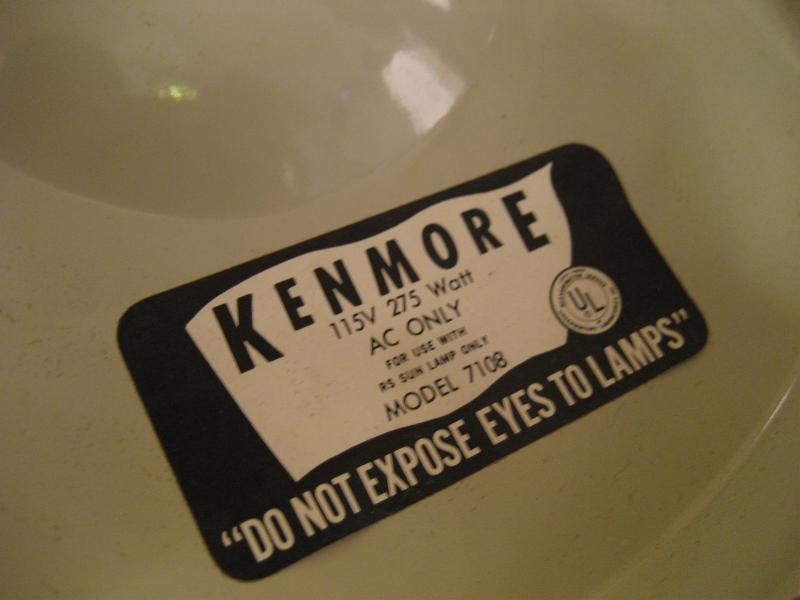 KENMORE
115V 275 Watt
AC ONLY
FOR USE WITH
RS SUN LAMP ONLY
MODEL 7108
UL
"DO NOT EXPOSE EYES TO LAMPS"